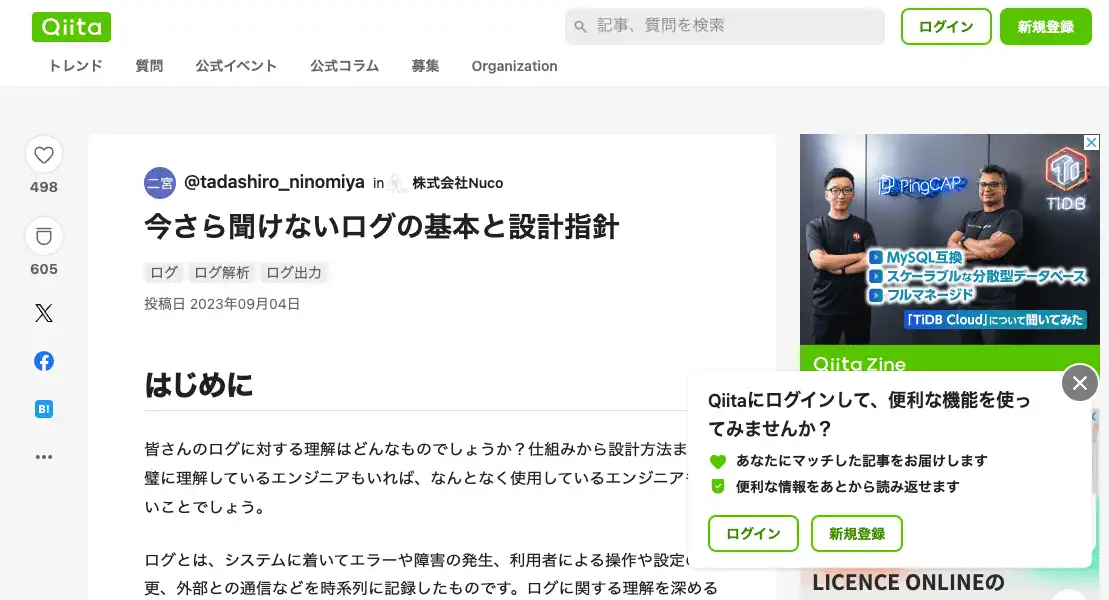 Qiita
記事、質問を検索
ログイン
新規登録
トレンド 質問 公式イベント 公式コラム 募集 Organization
498
605
B!
二宮 @tadashiro_ninomiya in 株式会社Nuco
今さら聞けないログの基本と設計指針
ログ ログ解析 ログ出力
投稿日 2023年09月04日
はじめに
皆さんのログに対する理解はどんなものでしょうか?仕組みから設計方法ま
璧に理解しているエンジニアもいれば、なんとなく使用しているエンジニア
いことでしょう。
ログとは、システムに着いてエラーや障害の発生、利用者による操作や設定
更、外部との通信などを時系列に記録したものです。ログに関する理解を深める
PingCAP
TiDB
MySQL互換
スケーラブルな分散型データベース
フルマネージド
「TiDB Cloud」について聞いてみた
Qiita Zine
Qiitaにログインして、便利な機能を使っ
てみませんか?
あなたにマッチした記事をお届けします
便利な情報をあとから読み返せます
ログイン
新規登録
LICENCE ONLINEの